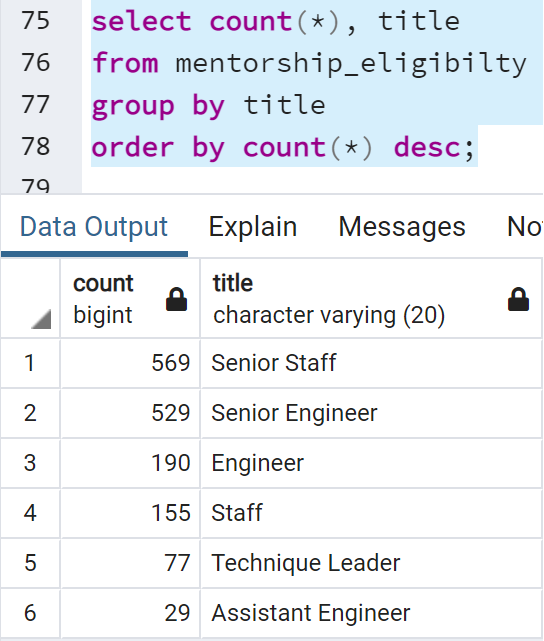 75 select count(*), title
76 from mentorship_eligibilty
77 group by title
78 order by count(*) desc;
79
Data Output Explain Messages No
count title
bigint character varying (20)
1 569 Senior Staff
2 529 Senior Engineer
3 190 Engineer
4 155 Staff
5 77 Technique Leader
6 29 Assistant Engineer